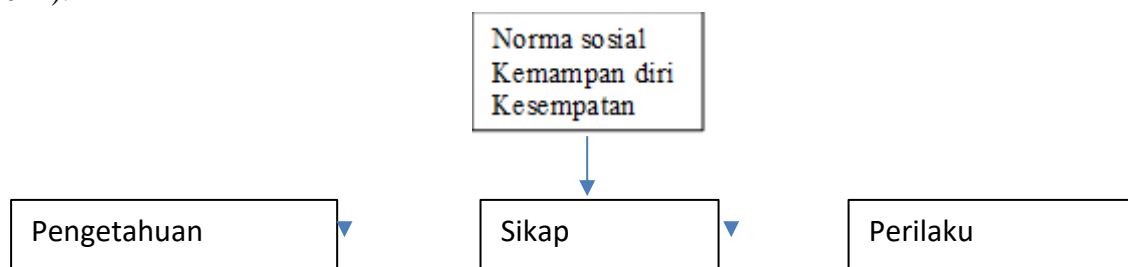 Norma sosial
Kemampan diri
Kesempatan
Pengetahuan
Sikap
Perilaku